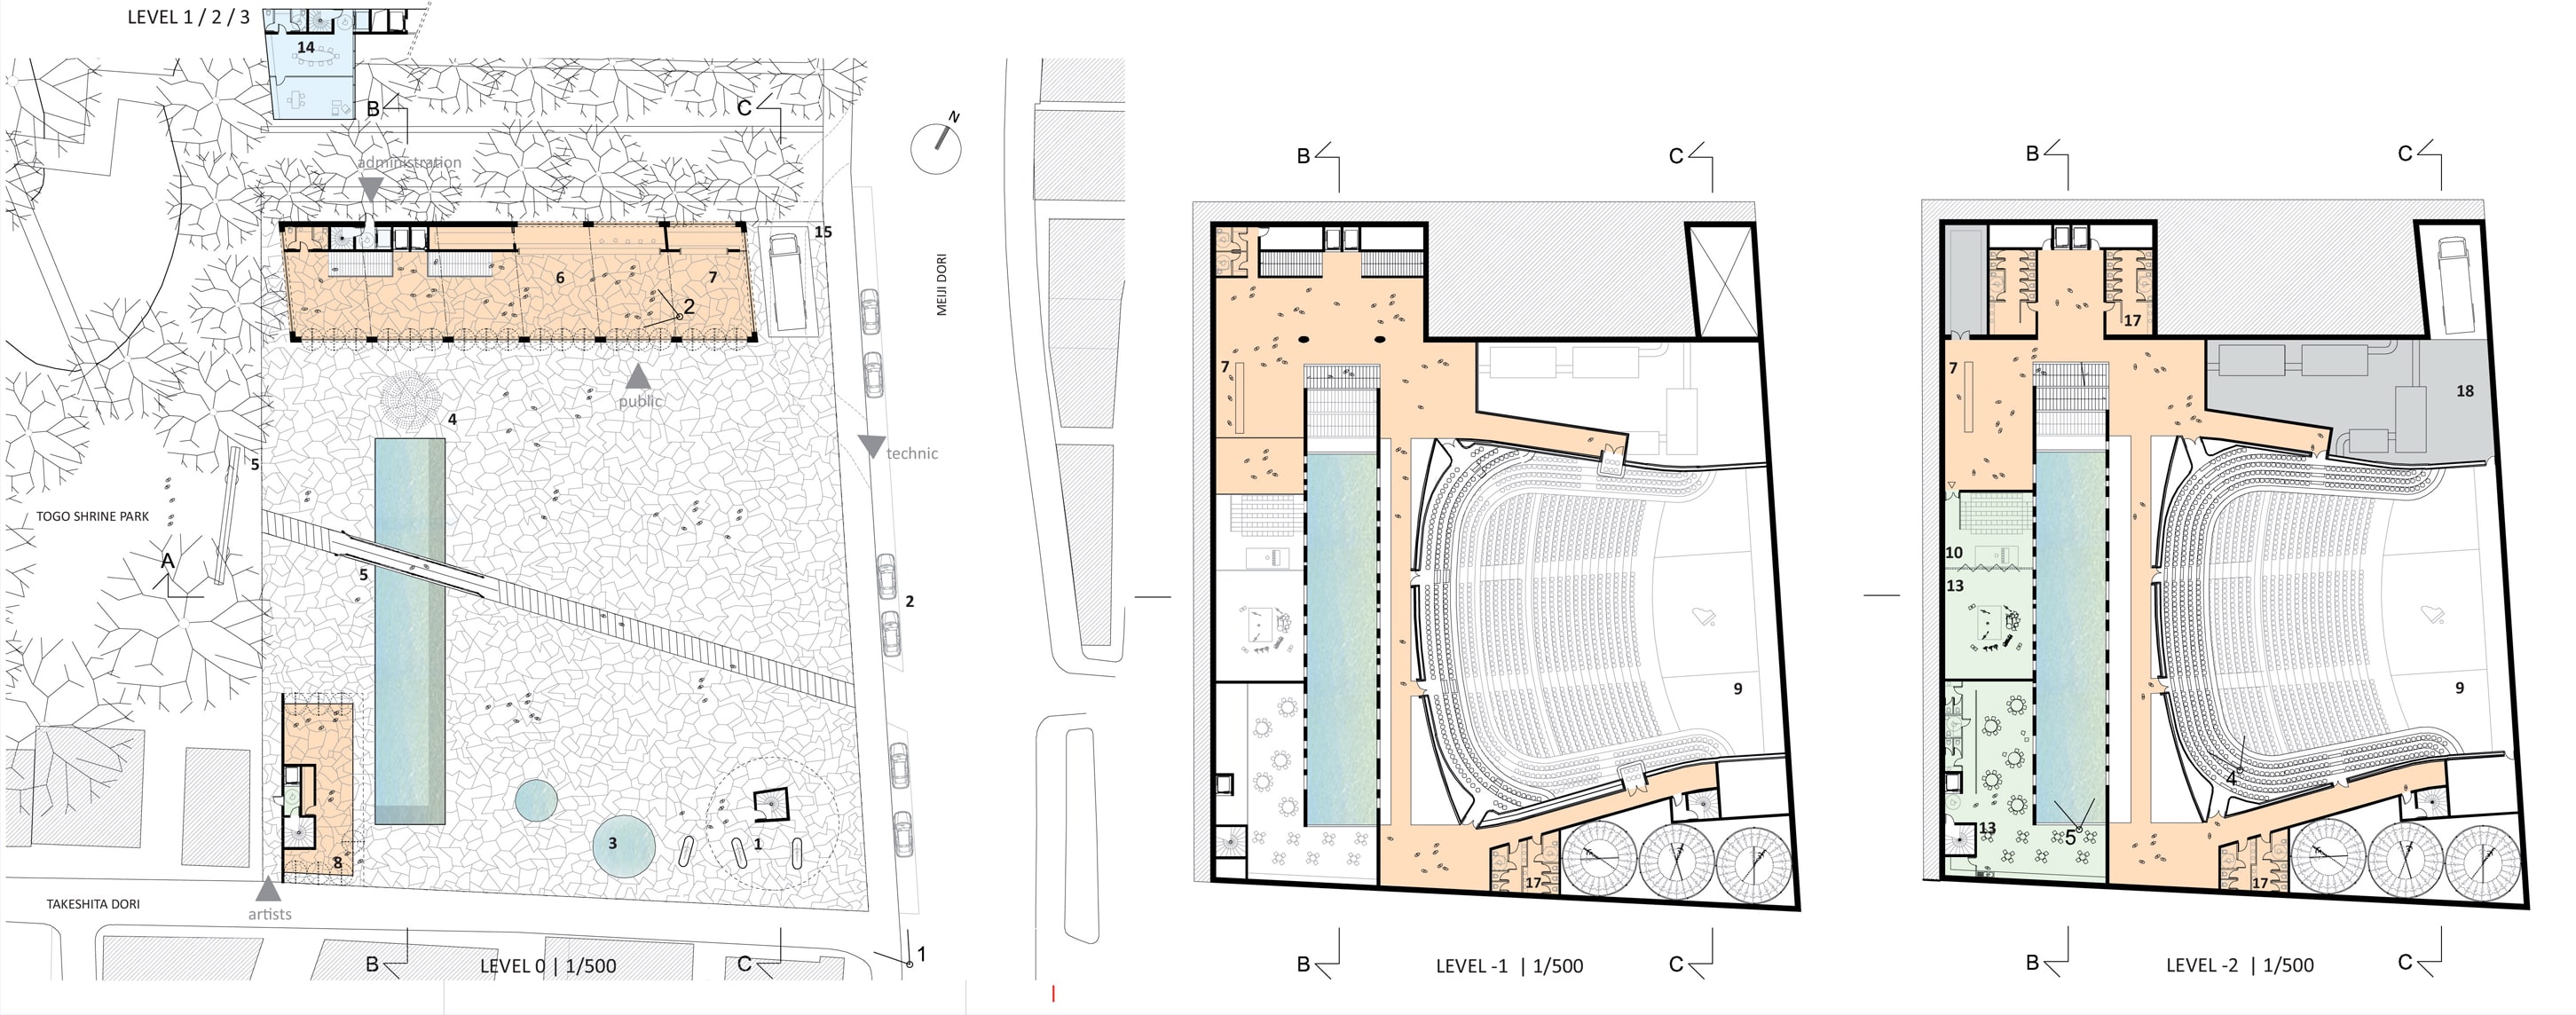 LEVEL 1 / 2 / 3
14
B
C
N
administration
15
6
7
2
MEIJI DORI
public
4
technic
5
TOGO SHRINE PARK
A
5
2
3
1
8
TAKESHITA DORI
artists
B
LEVEL 0 | 1/500
C
1
B
C
7
9
17
B
LEVEL -1 | 1/500
C
B
C
17
7
18
10
13
9
4
13
5
17
B
LEVEL -2 | 1/500
C